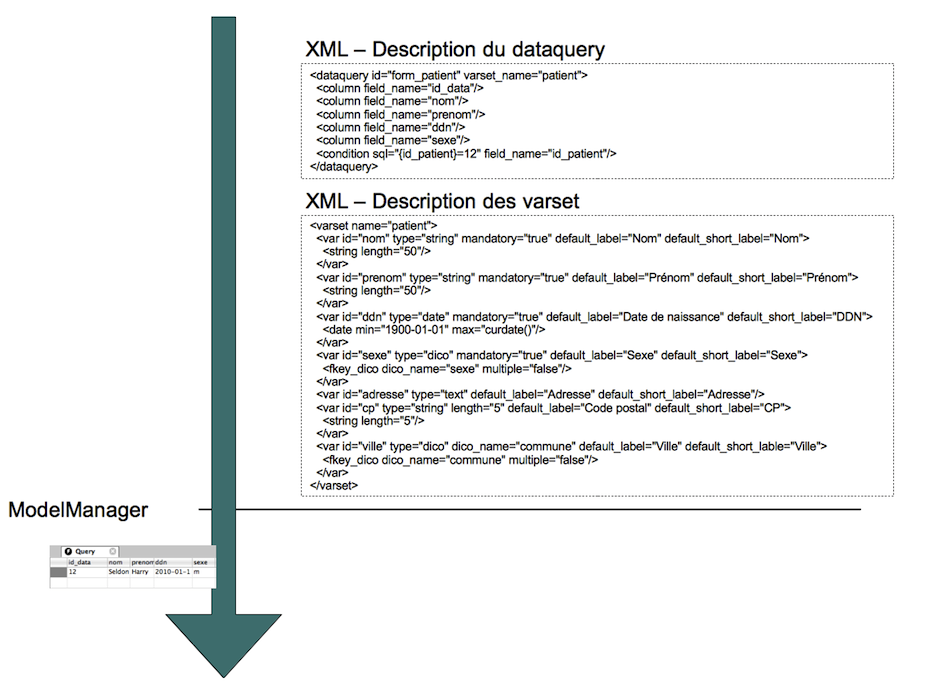 XML – Description du dataquery
<dataquery id="form_patient" varset_name="patient">
<column field_name="id_data"/>
<column field_name="nom"/>
<column field_name="prenom"/>
<column field_name="ddn"/>
<column field_name="sexe"/>
<condition sql="{id_patient}=12" field_name="id_patient"/>
</dataquery>
XML – Description des varset
<varset name="patient">
<var id="nom" type="string" mandatory="true" default_label="Nom" default_short_label="Nom">
<string length="50"/>
</var>
<var id="prenom" type="string" mandatory="true" default_label="Prénom" default_short_label="Prénom">
<string length="50"/>
</var>
<var id="ddn" type="date" mandatory="true" default_label="Date de naissance" default_short_label="DDN">
<date min="1900-01-01" max="curdate()"/>
</var>
<var id="sexe" type="dico" mandatory="true" default_label="Sexe" default_short_label="Sexe">
<fkey_dico dico_name="sexe" multiple="false"/>
</var>
<var id="adresse" type="text" default_label="Adresse" default_short_label="Adresse"/>
<var id="cp" type="string" length="5" default_label="Code postal" default_short_label="CP">
<string length="5"/>
</var>
<var id="ville" type="dico" dico_name="commune" default_label="Ville" default_short_lable="Ville">
<fkey_dico dico_name="commune" multiple="false"/>
</var>
</varset>
ModelManager
Query
id_data nom prenom ddn sexe
12 Seldon Harry 2010-01-1 m